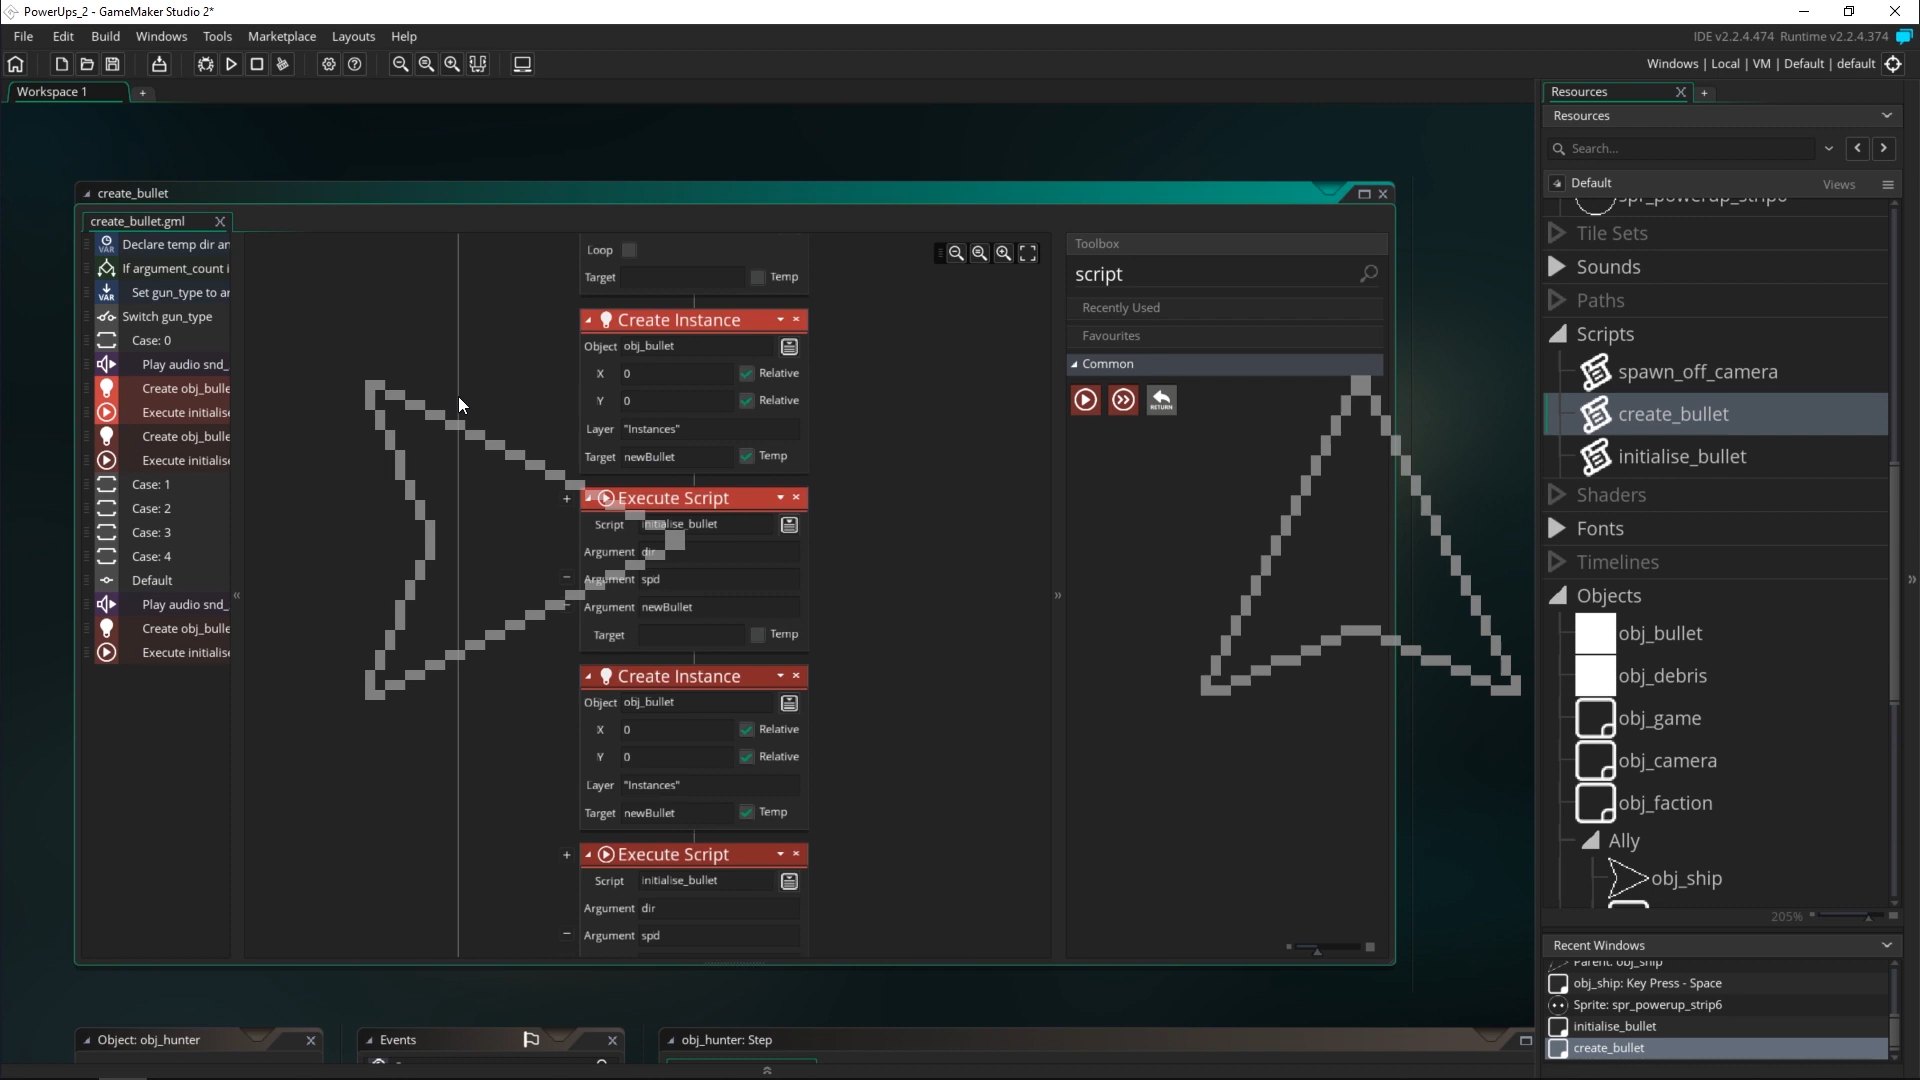 PowerUps_2 - GameMaker Studio 2*
File Edit Build Windows Tools Marketplace Layouts Help
IDE v2.2.4.474 Runtime v2.2.4.374
Windows | Local | VM | Default | default
Workspace 1
create_bullet
create_bullet.gml
Declare temp dir an
If argument_count i
Set gun_type to ar
Switch gun_type
Case: 0
Play audio snd_
Create obj_bulle
Execute initialise
Create obj_bulle
Execute initialise
Case: 1
Case: 2
Case: 3
Case: 4
Default
Play audio snd_
Create obj_bulle
Execute initialise
Loop
Target Temp
Create Instance
Object obj_bullet
X 0 Relative
Y 0 Relative
Layer "Instances"
Target newBullet Temp
Execute Script
Script initialise_bullet
Argument dir
Argument spd
Argument newBullet
Target Temp
Create Instance
Object obj_bullet
X 0 Relative
Y 0 Relative
Layer "Instances"
Target newBullet Temp
Execute Script
Script initialise_bullet
Argument dir
Argument spd
Toolbox
script
Recently Used
Favourites
Common
RETURN
Resources
Resources
Search...
Default Views
spr_powerup_strip6
Tile Sets
Sounds
Paths
Scripts
spawn_off_camera
create_bullet
initialise_bullet
Shaders
Fonts
Timelines
Objects
obj_bullet
obj_debris
obj_game
obj_camera
obj_faction
Ally
obj_ship
205%
Recent Windows
Parent: obj_ship
obj_ship: Key Press - Space
Sprite: spr_powerup_strip6
initialise_bullet
create_bullet
Object: obj_hunter
Events
obj_hunter: Step